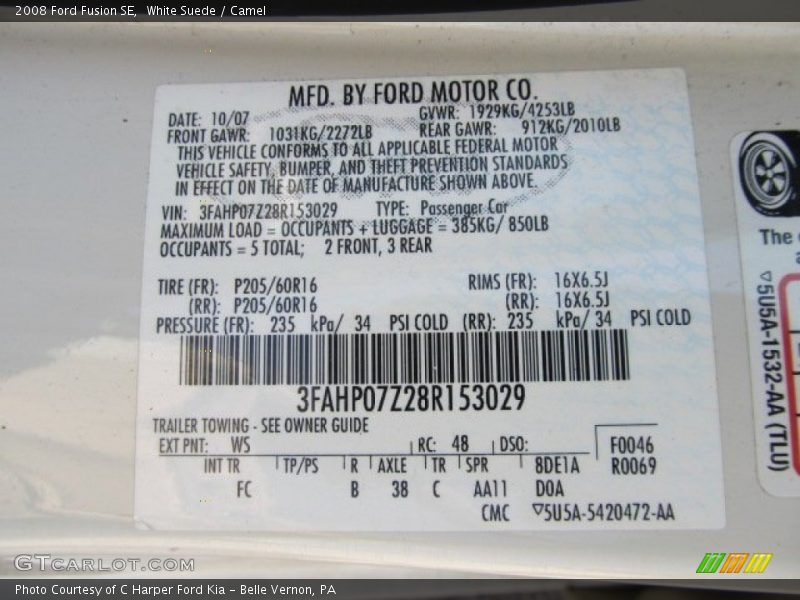 2008 Ford Fusion SE, White Suede / Camel
MFD. BY FORD MOTOR CO.
DATE: 10/07 GVWR: 1929KG/4253LB
FRONT GAWR: 1031KG/2272LB REAR GAWR: 912KG/2010LB
THIS VEHICLE CONFORMS TO ALL APPLICABLE FEDERAL MOTOR
VEHICLE SAFETY, BUMPER, AND THEFT PREVENTION STANDARDS
IN EFFECT ON THE DATE OF MANUFACTURE SHOWN ABOVE.
VIN: 3FAHP07Z28R153029 TYPE: Passenger Car
MAXIMUM LOAD = OCCUPANTS + LUGGAGE = 385KG/ 850LB
OCCUPANTS = 5 TOTAL; 2 FRONT, 3 REAR
TIRE (FR): P205/60R16 RIMS (FR): 16X6.5J
(RR): P205/60R16 (RR): 16X6.5J
PRESSURE (FR): 235 kPa/ 34 PSI COLD (RR): 235 kPa/ 34 PSI COLD
3FAHP07Z28R153029
TRAILER TOWING - SEE OWNER GUIDE
EXT PNT: WS RC: 48 DSO: F0046
INT TR TP/PS R AXLE TR SPR 8DE1A R0069
FC B 38 C AA11 D0A
CMC ▽5U5A-5420472-AA
The
▽5U5A-1532-AA (TLU)
GTCARLOT.COM
Photo Courtesy of C Harper Ford Kia - Belle Vernon, PA